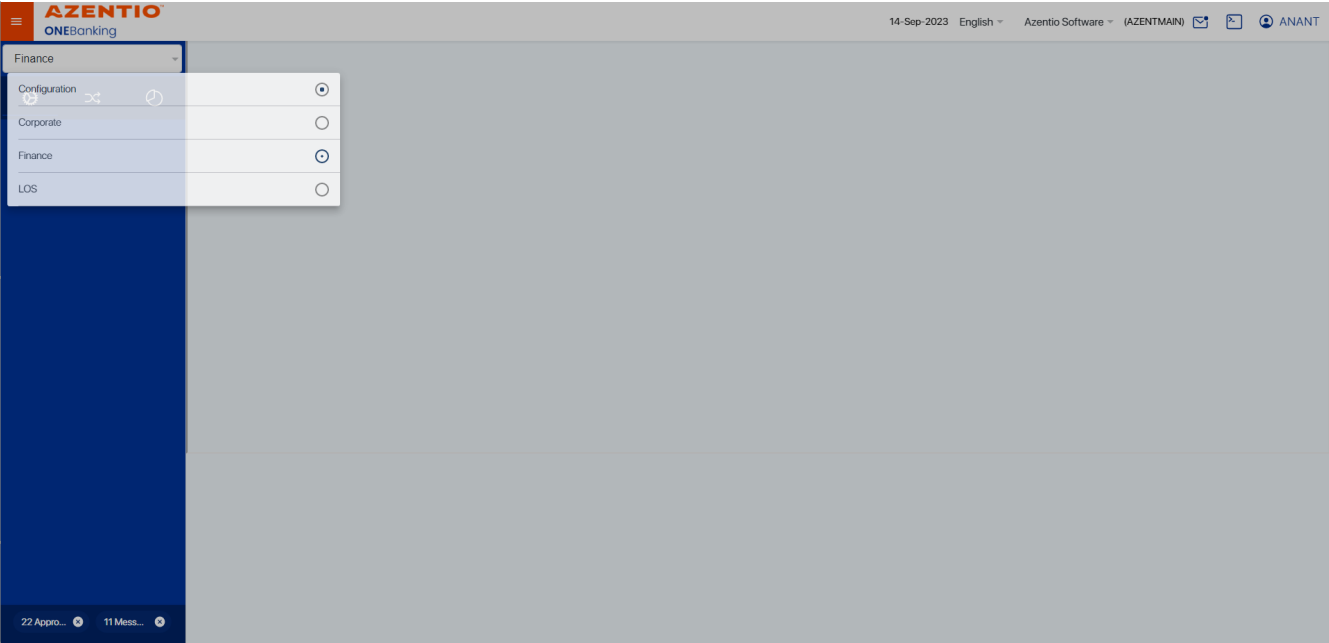 AZENTIO
ONEBanking
14-Sep-2023 English Azentio Software (AZENTMAIN) ANANT
Finance
Configuration
Corporate
Finance
LOS
22 Appro... 11 Mess...